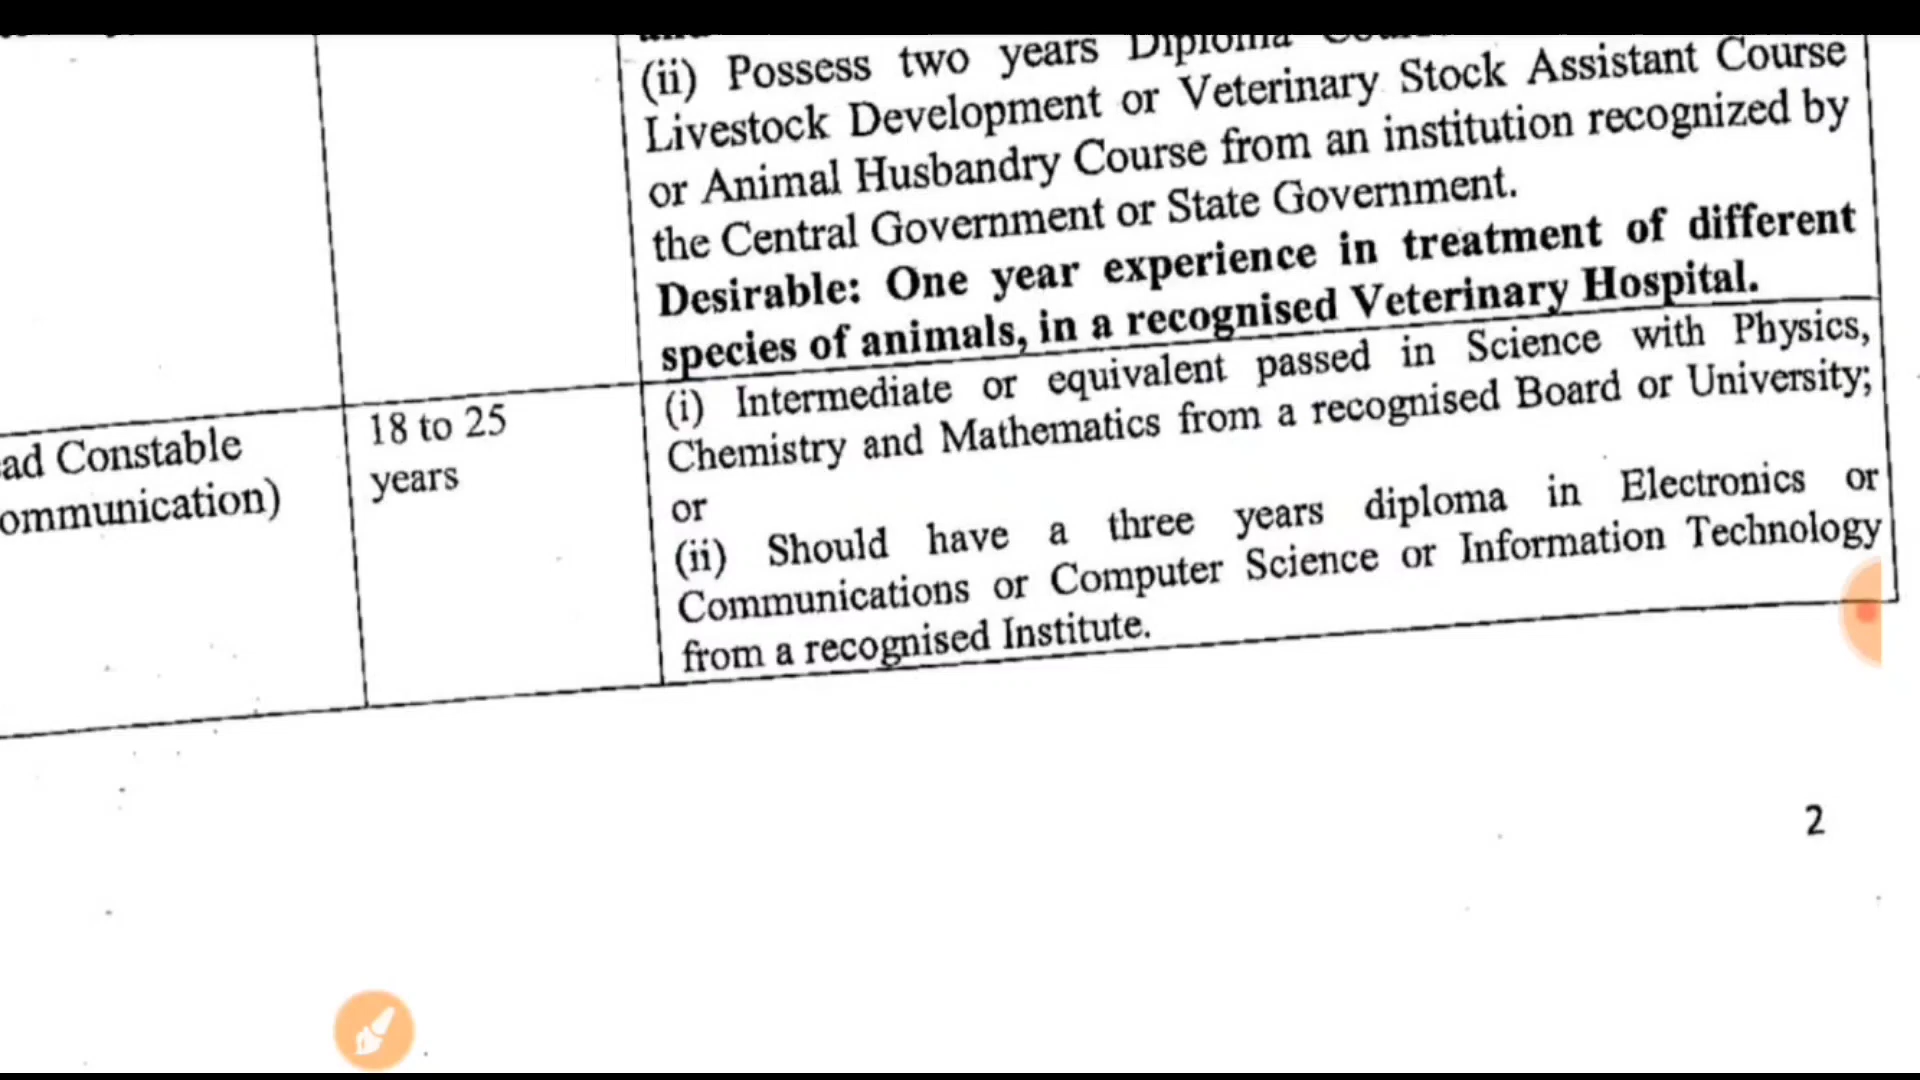 (ii) Possess two years Diploma
Livestock Development or Veterinary Stock Assistant Course
or Animal Husbandry Course from an institution recognized by
the Central Government or State Government.
Desirable: One year experience in treatment of different
species of animals, in a recognised Veterinary Hospital.
ad Constable
ommunication)
18 to 25
years
(i) Intermediate or equivalent passed in Science with Physics,
Chemistry and Mathematics from a recognised Board or University;
or
(ii) Should have a three years diploma in Electronics or
Communications or Computer Science or Information Technology
from a recognised Institute.
2